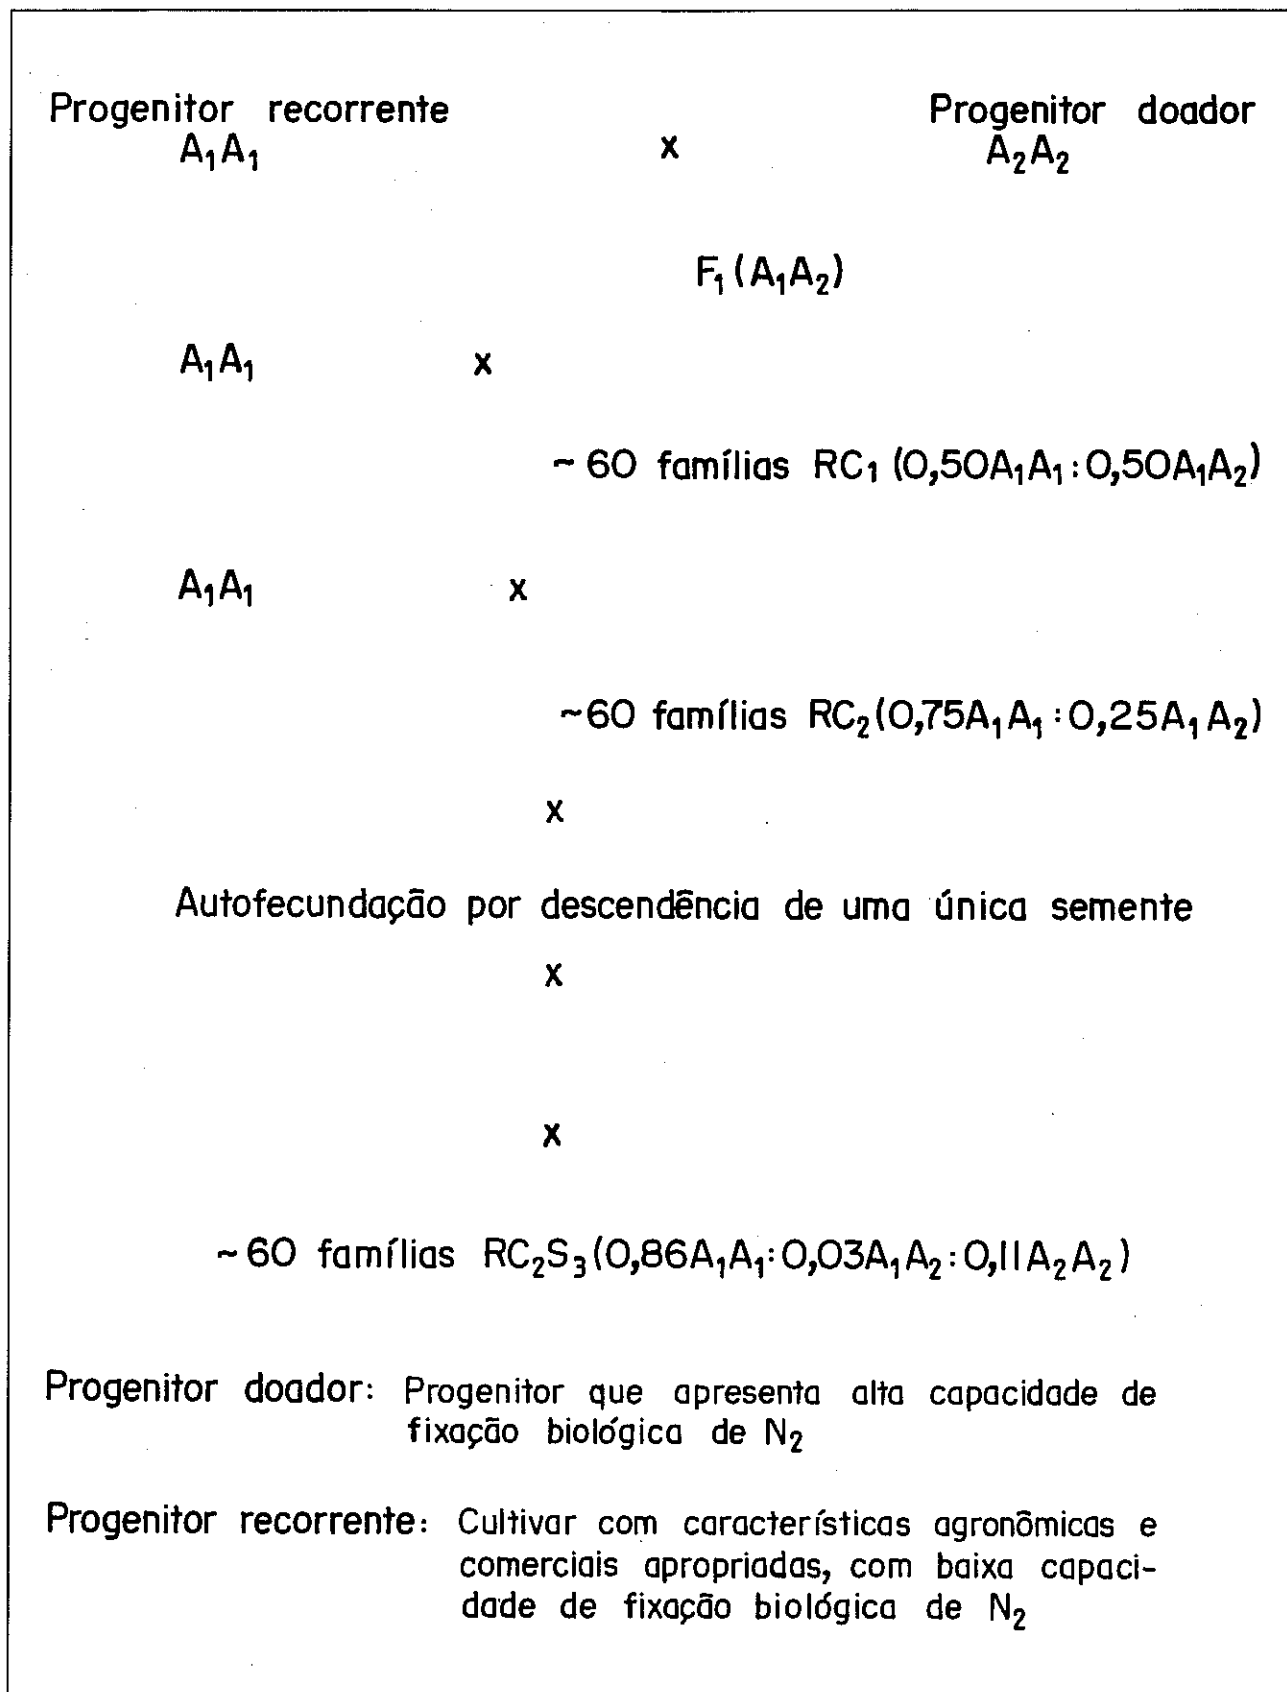 Progenitor recorrente Progenitor doador
A₁A₁ x A₂A₂
F₁(A₁A₂)
A₁A₁ x
~60 famílias RC₁ (0,50A₁A₁:0,50A₁A₂)
A₁A₁ x
~60 famílias RC₂(0,75A₁A₁:0,25A₁A₂)
x
Autofecundação por descendência de uma única semente
x
x
~60 famílias RC₂S₃(0,86A₁A₁:0,03A₁A₂:0,11A₂A₂)
Progenitor doador: Progenitor que apresenta alta capacidade de
fixação biológica de N₂
Progenitor recorrente: Cultivar com características agronômicas e
comerciais apropriadas, com baixa capaci-
dade de fixação biológica de N₂